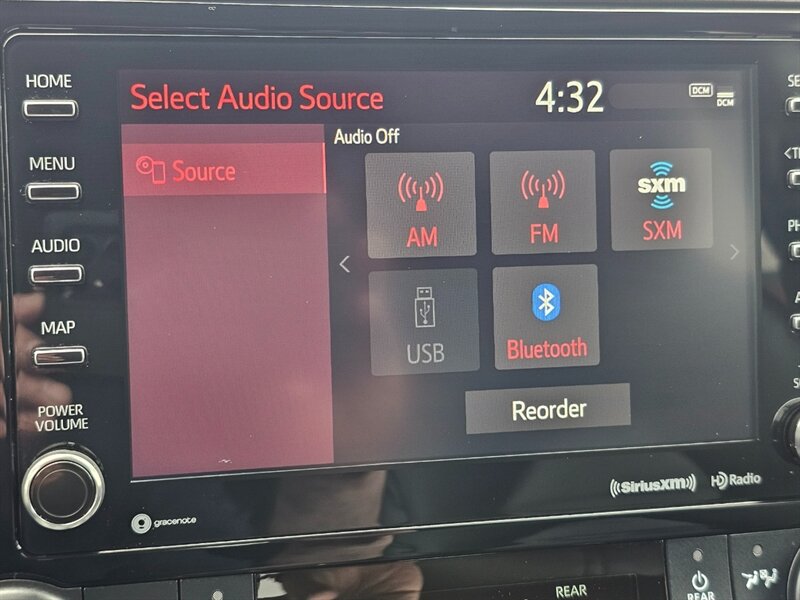 HOME
MENU
AUDIO
MAP
POWER
VOLUME
Select Audio Source
4:32
DCM
DCM
Audio Off
Source
AM
FM
sxm
SXM
USB
Bluetooth
Reorder
((SiriusXM))
HD Radio
gracenote
REAR
REAR